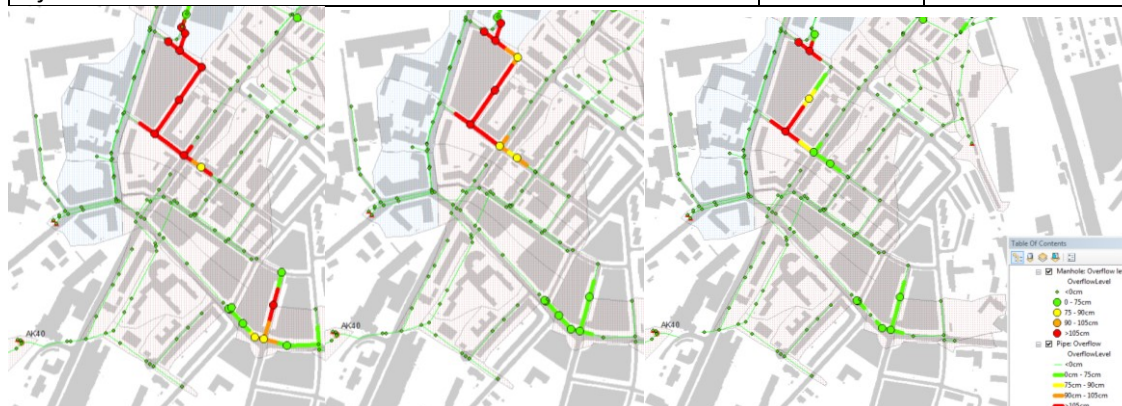 AK40
AK40
AK40
Table Of Contents
Manhole: Overflow le
OverflowLevel
<0cm
0 - 75cm
75 - 90cm
90 - 105cm
>105cm
Pipe: Overflow
OverflowLevel
<0cm
0cm - 75cm
75cm - 90cm
90cm - 105cm
>105cm